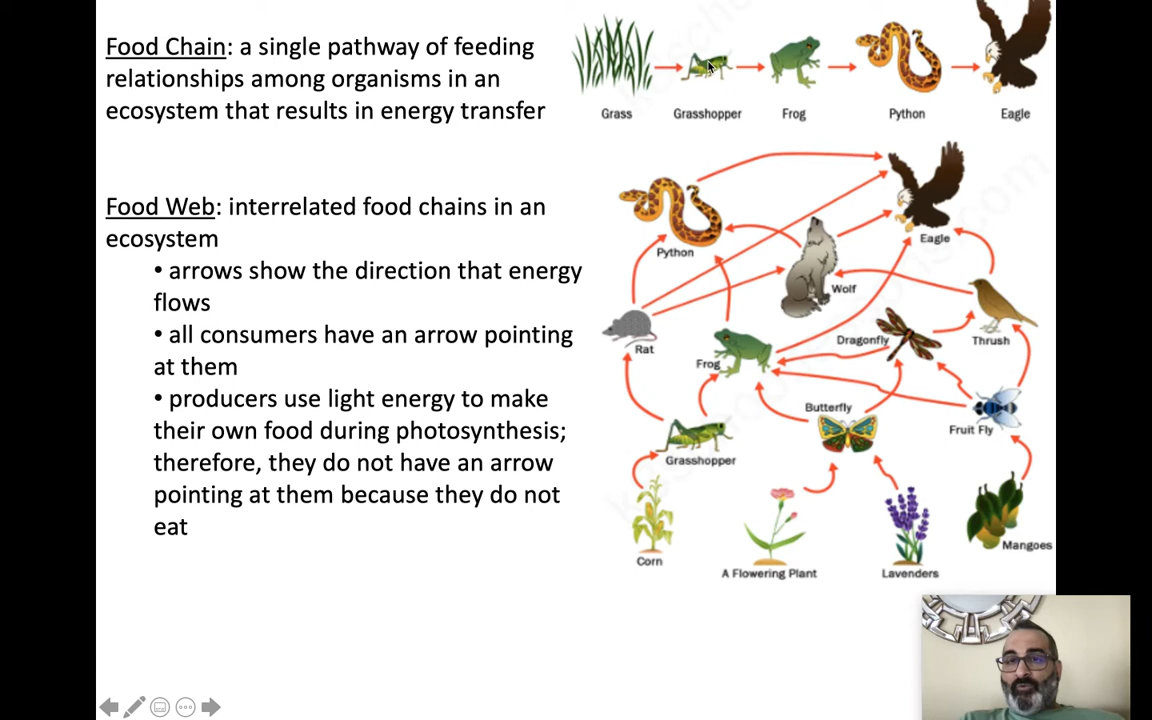 Food Chain: a single pathway of feeding
relationships among organisms in an
ecosystem that results in energy transfer
Grass
Grasshopper
Frog
Python
Eagle
Food Web: interrelated food chains in an
ecosystem
• arrows show the direction that energy
flows
• all consumers have an arrow pointing
at them
• producers use light energy to make
their own food during photosynthesis;
therefore, they do not have an arrow
pointing at them because they do not
eat
Eagle
Python
Wolf
Rat
Frog
Dragonfly
Thrush
Butterfly
Fruit Fly
Grasshopper
Corn
A Flowering Plant
Lavenders
Mangoes